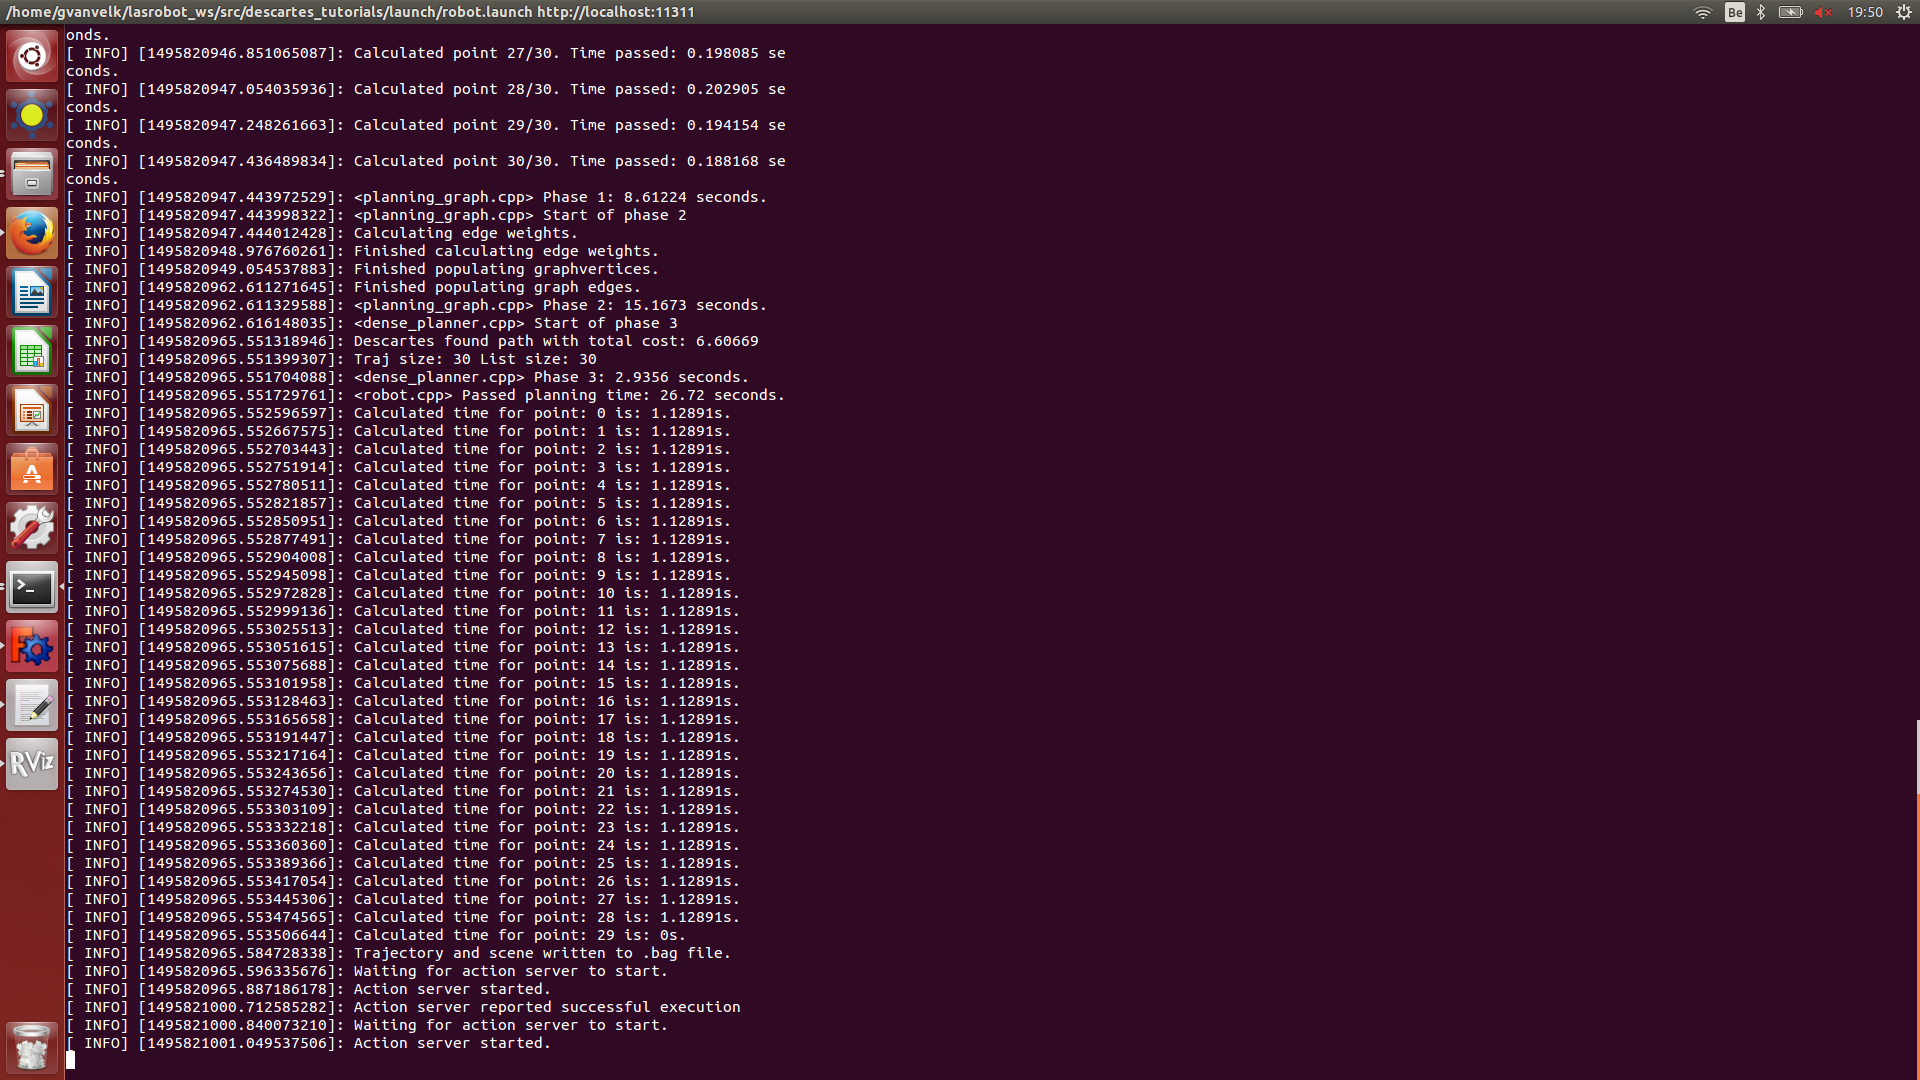 /home/gvanvelk/lasrobot_ws/src/descartes_tutorials/launch/robot.launch http://localhost:11311
Be
19:50
onds.
[ INFO] [1495820946.851065087]: Calculated point 27/30. Time passed: 0.198085 se
conds.
[ INFO] [1495820947.054035936]: Calculated point 28/30. Time passed: 0.202905 se
conds.
[ INFO] [1495820947.248261663]: Calculated point 29/30. Time passed: 0.194154 se
conds.
[ INFO] [1495820947.436489834]: Calculated point 30/30. Time passed: 0.188168 se
conds.
[ INFO] [1495820947.443972529]: <planning_graph.cpp> Phase 1: 8.61224 seconds.
[ INFO] [1495820947.443998322]: <planning_graph.cpp> Start of phase 2
[ INFO] [1495820947.444012428]: Calculating edge weights.
[ INFO] [1495820948.976760261]: Finished calculating edge weights.
[ INFO] [1495820949.054537883]: Finished populating graphvertices.
[ INFO] [1495820962.611271645]: Finished populating graph edges.
[ INFO] [1495820962.611329588]: <planning_graph.cpp> Phase 2: 15.1673 seconds.
[ INFO] [1495820962.616148035]: <dense_planner.cpp> Start of phase 3
[ INFO] [1495820965.551318946]: Descartes found path with total cost: 6.60669
[ INFO] [1495820965.551399307]: Traj size: 30 List size: 30
[ INFO] [1495820965.551704088]: <dense_planner.cpp> Phase 3: 2.9356 seconds.
[ INFO] [1495820965.551729761]: <robot.cpp> Passed planning time: 26.72 seconds.
[ INFO] [1495820965.552596597]: Calculated time for point: 0 is: 1.12891s.
[ INFO] [1495820965.552667575]: Calculated time for point: 1 is: 1.12891s.
[ INFO] [1495820965.552703443]: Calculated time for point: 2 is: 1.12891s.
[ INFO] [1495820965.552751914]: Calculated time for point: 3 is: 1.12891s.
[ INFO] [1495820965.552780511]: Calculated time for point: 4 is: 1.12891s.
[ INFO] [1495820965.552821857]: Calculated time for point: 5 is: 1.12891s.
[ INFO] [1495820965.552850951]: Calculated time for point: 6 is: 1.12891s.
[ INFO] [1495820965.552877491]: Calculated time for point: 7 is: 1.12891s.
[ INFO] [1495820965.552904008]: Calculated time for point: 8 is: 1.12891s.
[ INFO] [1495820965.552945098]: Calculated time for point: 9 is: 1.12891s.
[ INFO] [1495820965.552972828]: Calculated time for point: 10 is: 1.12891s.
[ INFO] [1495820965.552999136]: Calculated time for point: 11 is: 1.12891s.
[ INFO] [1495820965.553025513]: Calculated time for point: 12 is: 1.12891s.
[ INFO] [1495820965.553051615]: Calculated time for point: 13 is: 1.12891s.
[ INFO] [1495820965.553075688]: Calculated time for point: 14 is: 1.12891s.
[ INFO] [1495820965.553101958]: Calculated time for point: 15 is: 1.12891s.
[ INFO] [1495820965.553128463]: Calculated time for point: 16 is: 1.12891s.
[ INFO] [1495820965.553165658]: Calculated time for point: 17 is: 1.12891s.
[ INFO] [1495820965.553191447]: Calculated time for point: 18 is: 1.12891s.
[ INFO] [1495820965.553217164]: Calculated time for point: 19 is: 1.12891s.
[ INFO] [1495820965.553243656]: Calculated time for point: 20 is: 1.12891s.
[ INFO] [1495820965.553274530]: Calculated time for point: 21 is: 1.12891s.
[ INFO] [1495820965.553303109]: Calculated time for point: 22 is: 1.12891s.
[ INFO] [1495820965.553332218]: Calculated time for point: 23 is: 1.12891s.
[ INFO] [1495820965.553360360]: Calculated time for point: 24 is: 1.12891s.
[ INFO] [1495820965.553389366]: Calculated time for point: 25 is: 1.12891s.
[ INFO] [1495820965.553417054]: Calculated time for point: 26 is: 1.12891s.
[ INFO] [1495820965.553445306]: Calculated time for point: 27 is: 1.12891s.
[ INFO] [1495820965.553474565]: Calculated time for point: 28 is: 1.12891s.
[ INFO] [1495820965.553506644]: Calculated time for point: 29 is: 0s.
[ INFO] [1495820965.584728338]: Trajectory and scene written to .bag file.
[ INFO] [1495820965.596335676]: Waiting for action server to start.
[ INFO] [1495820965.887186178]: Action server started.
[ INFO] [1495821000.712585282]: Action server reported successful execution
[ INFO] [1495821000.840073210]: Waiting for action server to start.
[ INFO] [1495821001.049537506]: Action server started.
RViz